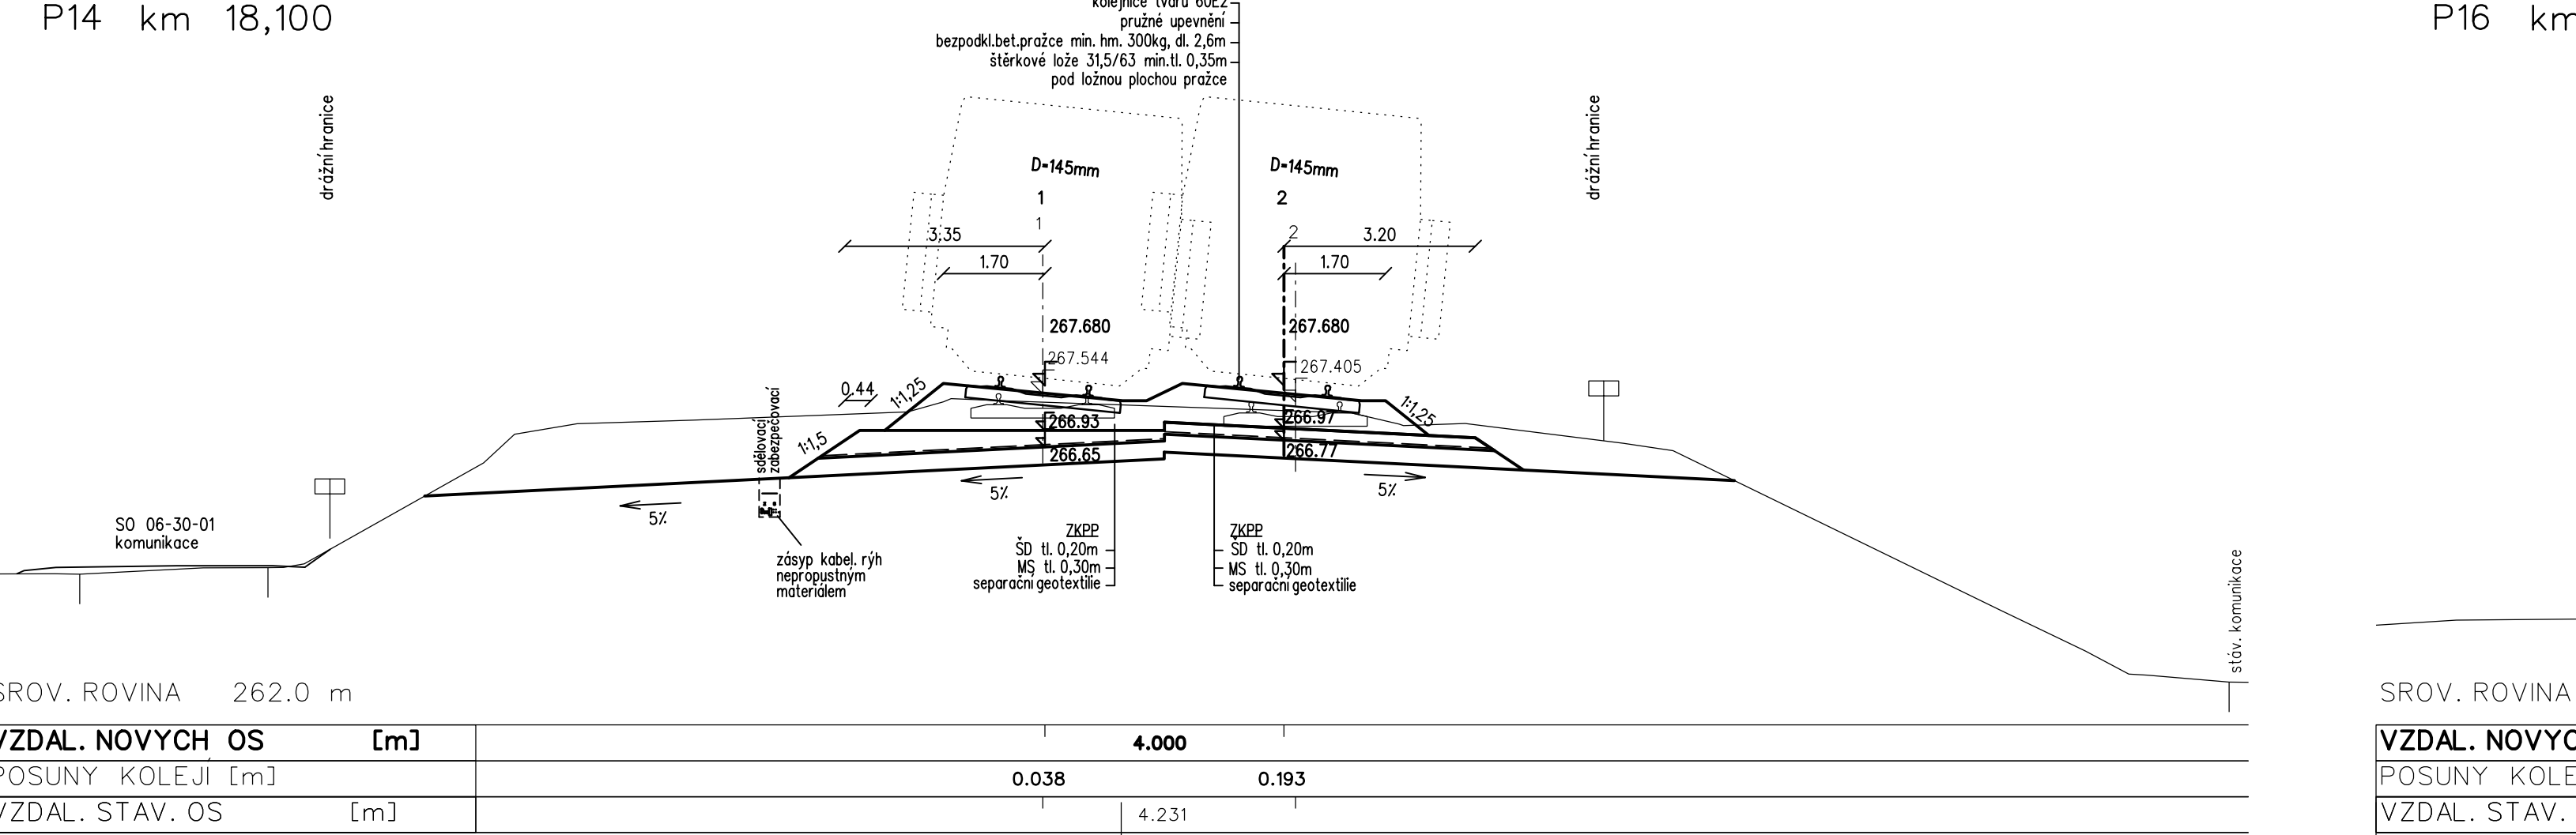 P14 km 18,100
kolejnice tvaru 60E2
pružné upevnění
bezpodkl.bet.pražce min. hm. 300kg, dl. 2,6m
štěrkové lože 31,5/63 min.tl. 0,35m
pod ložnou plochou pražce
P16 km
drážní hranice
drážní hranice
D=145mm
D=145mm
1
2
1
2
3.35
3.20
1.70
1.70
267.680
267.680
267.544
267.405
0.44
1:1,25
1:1,25
1:1,5
sdělovací
zabezpečovací
266.93
266.97
266.65
266.77
5%
5%
5%
SO 06-30-01
komunikace
zásyp kabel. rýh
nepropustným
materiálem
ZKPP
ŠD tl. 0,20m
MS tl. 0,30m
separační geotextilie
ZKPP
ŠD tl. 0,20m
MS tl. 0,30m
separační geotextilie
stáv. komunikace
SROV. ROVINA 262.0 m
SROV. ROVINA
VZDAL. NOVYCH OS [m] 4.000
POSUNY KOLEJÍ [m] 0.038 0.193
VZDAL. STAV. OS [m] 4.231
VZDAL. NOVYC
POSUNY KOLE
VZDAL. STAV.